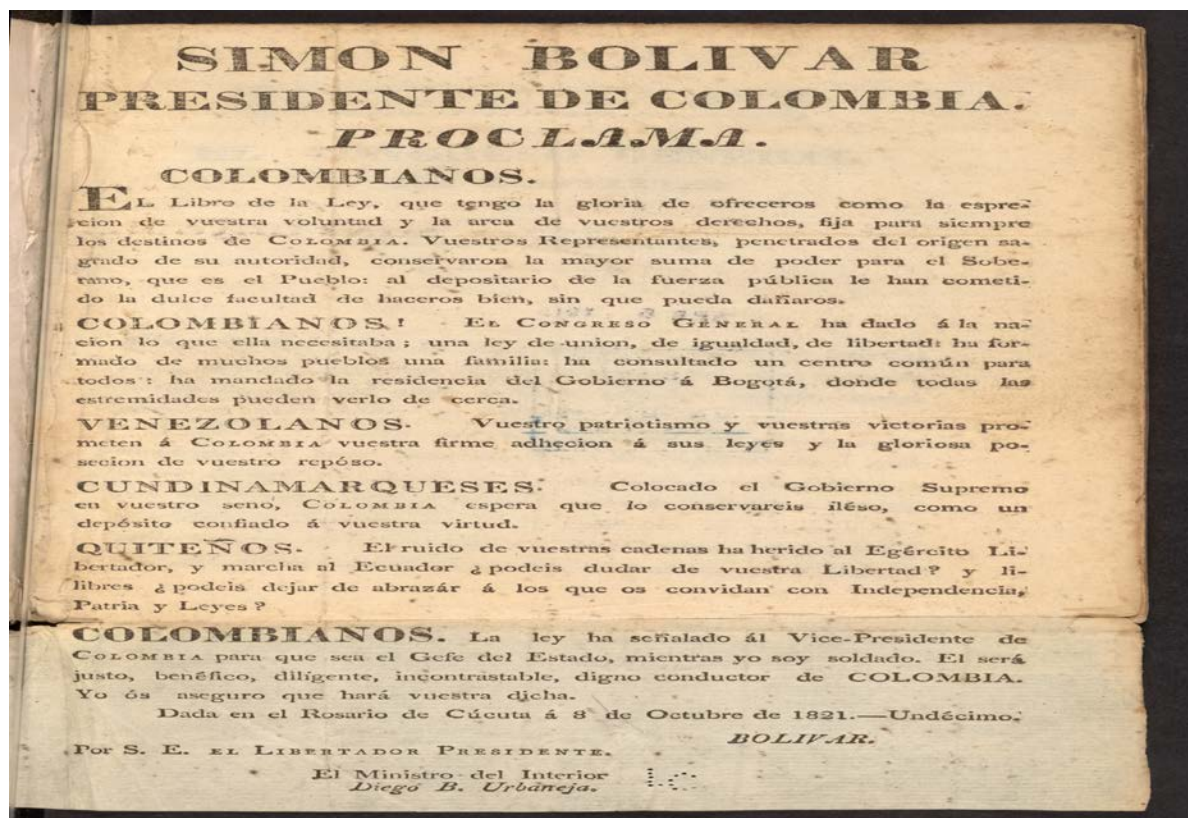 SIMON BOLIVAR
PRESIDENTE DE COLOMBIA.
PROCLAMA.
COLOMBIANOS.
EL Libro de la Ley, que tengo la gloria de ofreceros como la espre-
cion de vuestra voluntad y la arca de vuestros derechos, fija para siempre
los destinos de COLOMBIA. Vuestros Representantes, penetrados del origen sa-
grado de su autoridad, conservaron la mayor suma de poder para el Sobe-
rano, que es el Pueblo: al depositario de la fuerza pública le han cometi-
do la dulce facultad de haceros bien, sin que pueda dañaros.
COLOMBIANOS! EL CONGRESO GENERAL ha dado á la na-
cion lo que ella necesitaba; una ley de union, de igualdad, de libertad: ha for-
mado de muchos pueblos una familia: ha consultado un centro común para
todos: ha mandado la residencia del Gobierno á Bogotá, donde todas las
estremidades pueden verlo de cerca.
VENEZOLANOS. Vuestro patriotismo y vuestras victorias pro-
meten á COLOMBIA vuestra firme adhecion á sus leyes y la gloriosa po-
secion de vuestro repóso.
CUNDINAMARQUESES. Colocado el Gobierno Supremo
en vuestro seno, COLOMBIA espera que lo conservareis iléso, como un
depósito confiado á vuestra virtud.
QUITEÑOS. El ruido de vuestras cadenas ha herido al Egército Li-
bertador, y marcha al Ecuador ¿podeis dudar de vuestra Libertad? y li-
libres ¿podeis dejar de abrazár á los que os convidan con Independencia,
Patria y Leyes?
COLOMBIANOS. La ley ha señalado ál Vice-Presidente de
COLOMBIA para que sea el Gefe del Estado, mientras yo soy soldado. El será
justo, benéfico, diligente, incontrastable, digno conductor de COLOMBIA.
Yo ós aseguro que hará vuestra dicha.
Dada en el Rosario de Cúcuta á 8 de Octubre de 1821.—Undécimo.
BOLIVAR.
Por S. E. EL LIBERTADOR PRESIDENTE.
El Ministro del Interior
Diego B. Urbaneja.